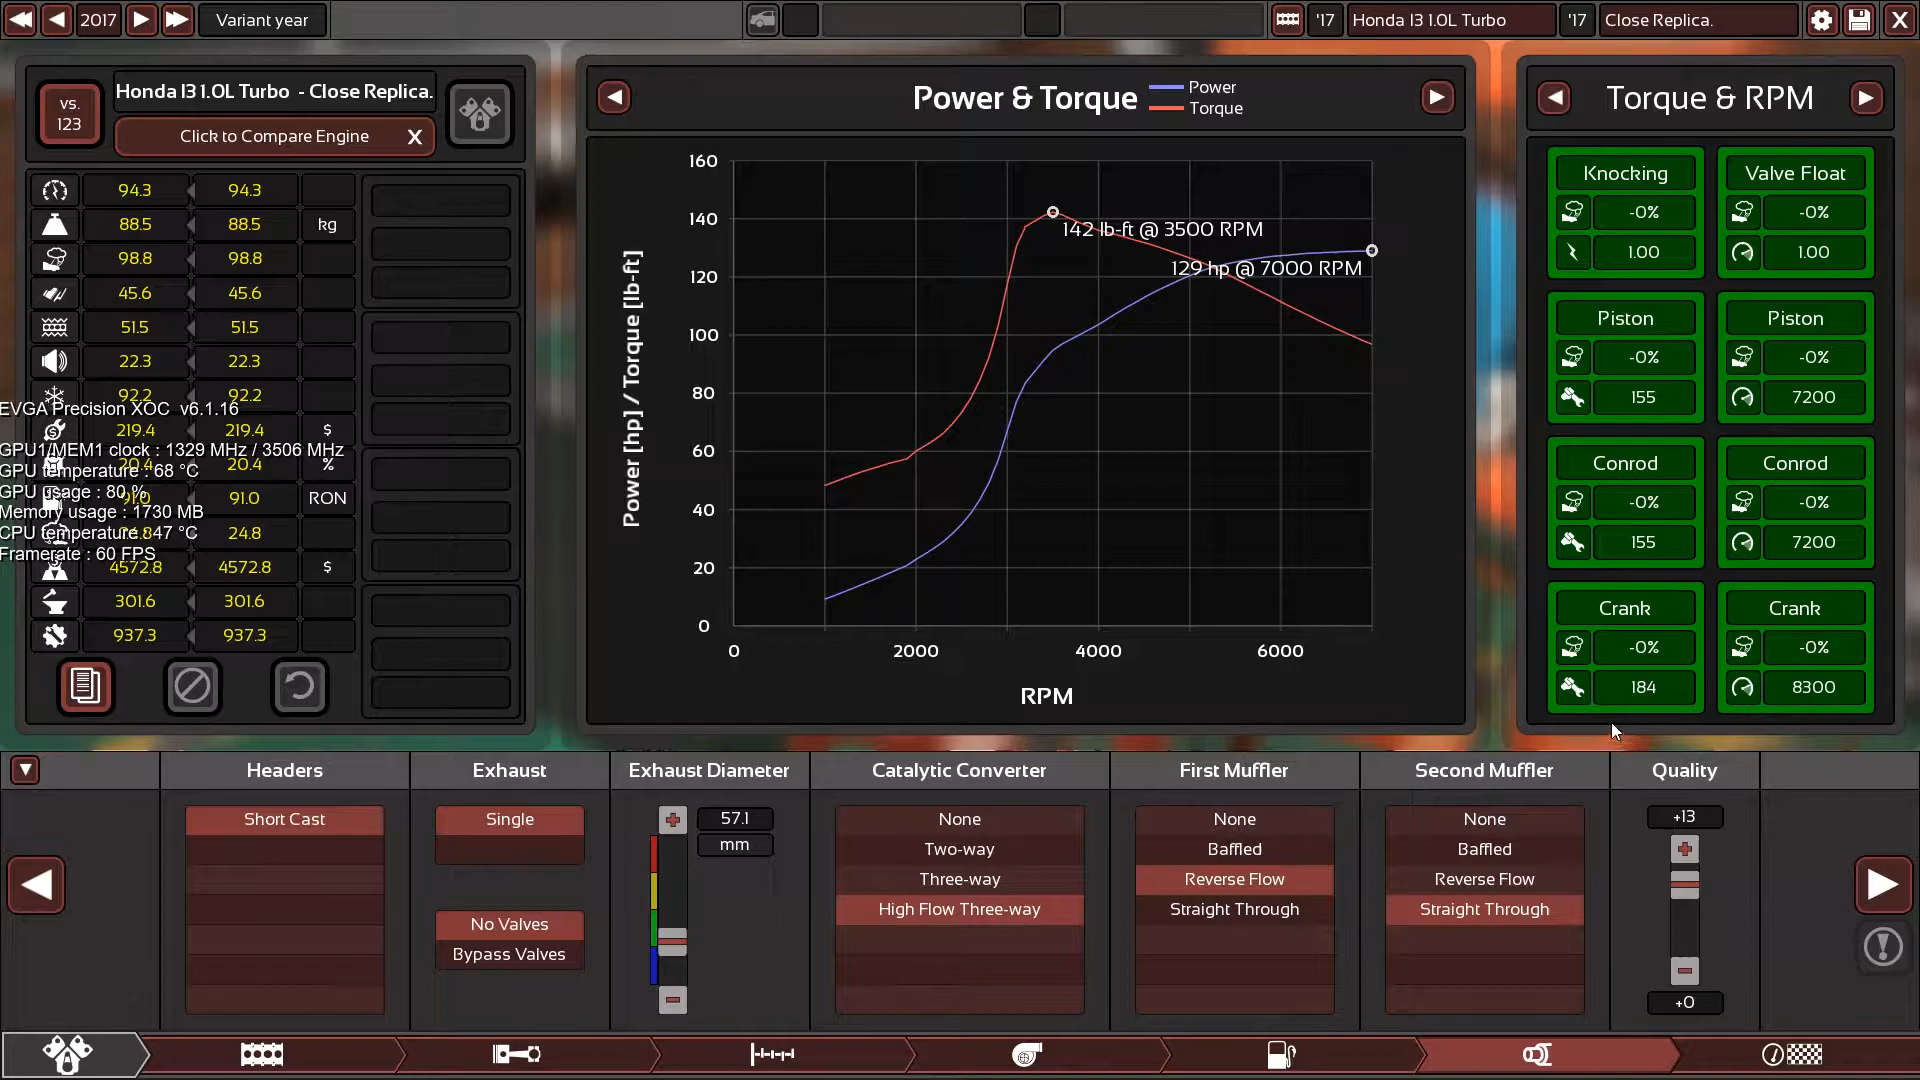 2017
Variant year
'17
Honda I3 1.0L Turbo
'17
Close Replica.
vs.
123
Honda I3 1.0L Turbo - Close Replica.
Click to Compare Engine X
94.3 94.3
88.5 88.5 kg
98.8 98.8
45.6 45.6
51.5 51.5
22.3 22.3
92.2 92.2
EVGA Precision XOC v6.1.16
219.4 219.4 $
GPU1/MEM1 clock : 1329 MHz / 3506 MHz
20.4 20.4 %
GPU temperature : 68 °C
GPU usage : 80 %
91.0 91.0 RON
Memory usage : 1730 MB
24.8 24.8
CPU temperature : 47 °C
Framerate : 60 FPS
4572.8 4572.8 $
301.6 301.6
937.3 937.3
Power & Torque
Power
Torque
Power [hp] / Torque [lb-ft]
160
140
120
100
80
60
40
20
0
142 lb-ft @ 3500 RPM
129 hp @ 7000 RPM
0 2000 4000 6000
RPM
Torque & RPM
Knocking Valve Float
-0% -0%
1.00 1.00
Piston Piston
-0% -0%
155 7200
Conrod Conrod
-0% -0%
155 7200
Crank Crank
-0% -0%
184 8300
Headers
Short Cast
Exhaust
Single
No Valves
Bypass Valves
Exhaust Diameter
57.1
mm
Catalytic Converter
None
Two-way
Three-way
High Flow Three-way
First Muffler
None
Baffled
Reverse Flow
Straight Through
Second Muffler
None
Baffled
Reverse Flow
Straight Through
Quality
+13
+0